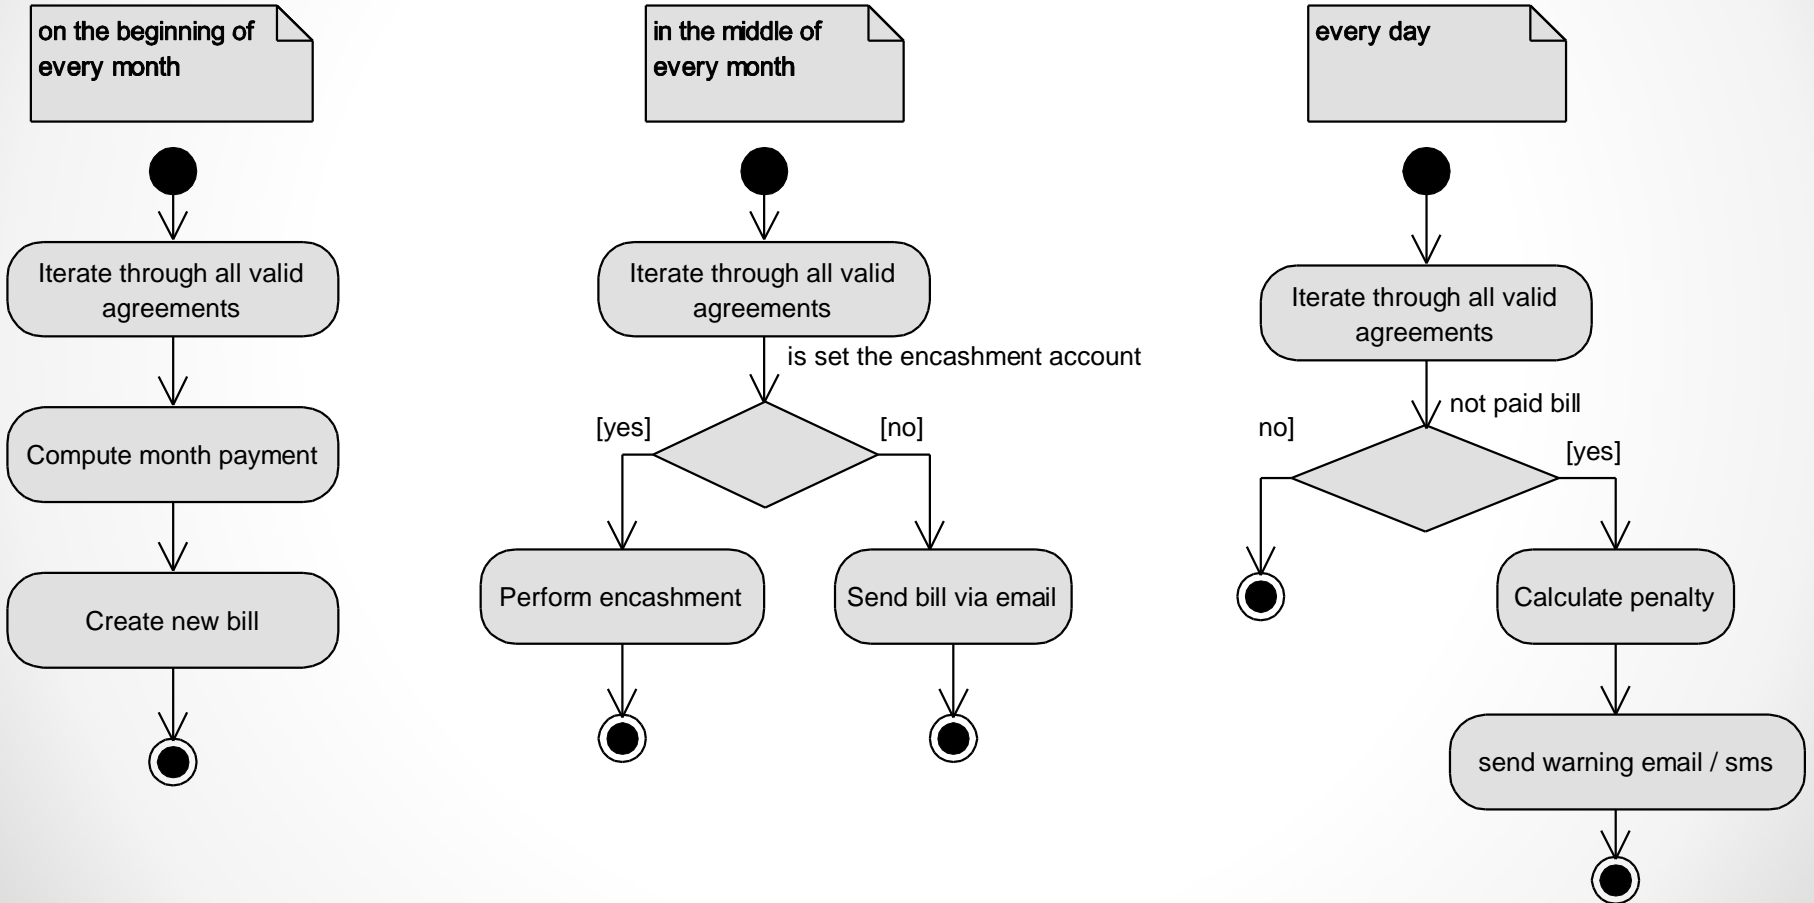 on the beginning of
every month
Iterate through all valid
agreements
Compute month payment
Create new bill
in the middle of
every month
Iterate through all valid
agreements
is set the encashment account
[yes]
[no]
Perform encashment
Send bill via email
every day
Iterate through all valid
agreements
not paid bill
no]
[yes]
Calculate penalty
send warning email / sms